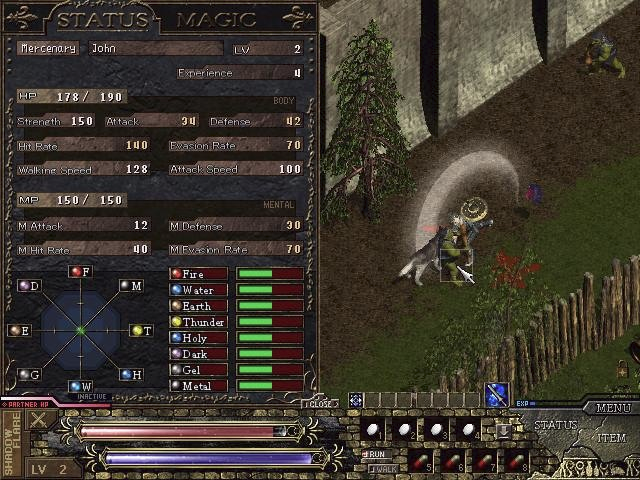 STATUS MAGIC
Mercenary John LV 2
Experience 4
HP 178 / 190
BODY
Strength 150 Attack 34 Defense 42
Hit Rate 140 Evasion Rate 70
Walking Speed 128 Attack Speed 100
MP 150 / 150
MENTAL
M Attack 12 M Defense 30
M Hit Rate 40 M Evasion Rate 70
F
D M
E T
G H
W
INACTIVE
Fire
Water
Earth
Thunder
Holy
Dark
Gel
Metal
CLOSE
PARTNER HP
EXP
MENU
SHADOW FLARE
LV 2
1 2 3 4
RUN
WALK
5 6 7 8
STATUS
ITEM